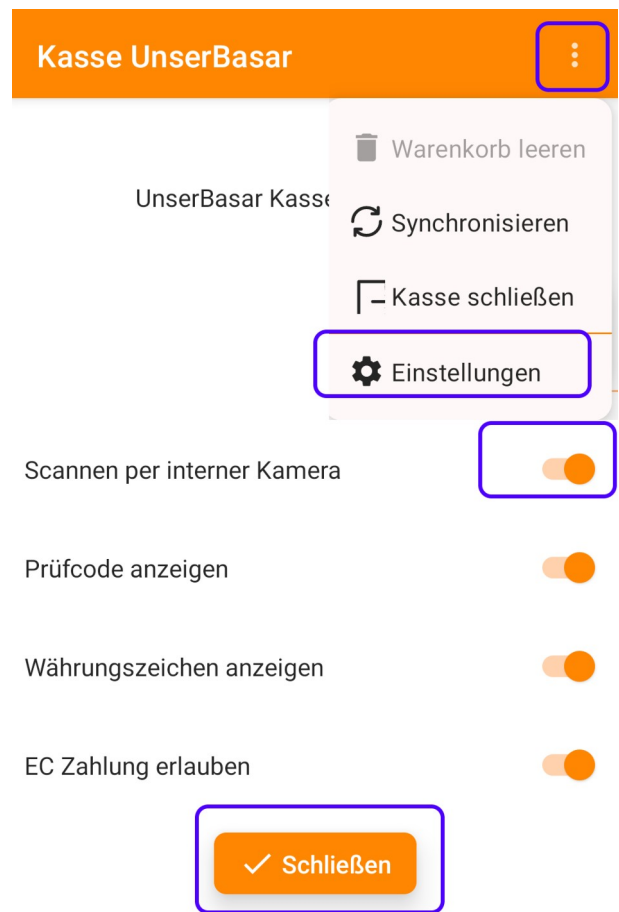 Kasse UnserBasar
Warenkorb leeren
UnserBasar Kasse
Synchronisieren
Kasse schließen
Einstellungen
Scannen per interner Kamera
Prüfcode anzeigen
Währungszeichen anzeigen
EC Zahlung erlauben
Schließen